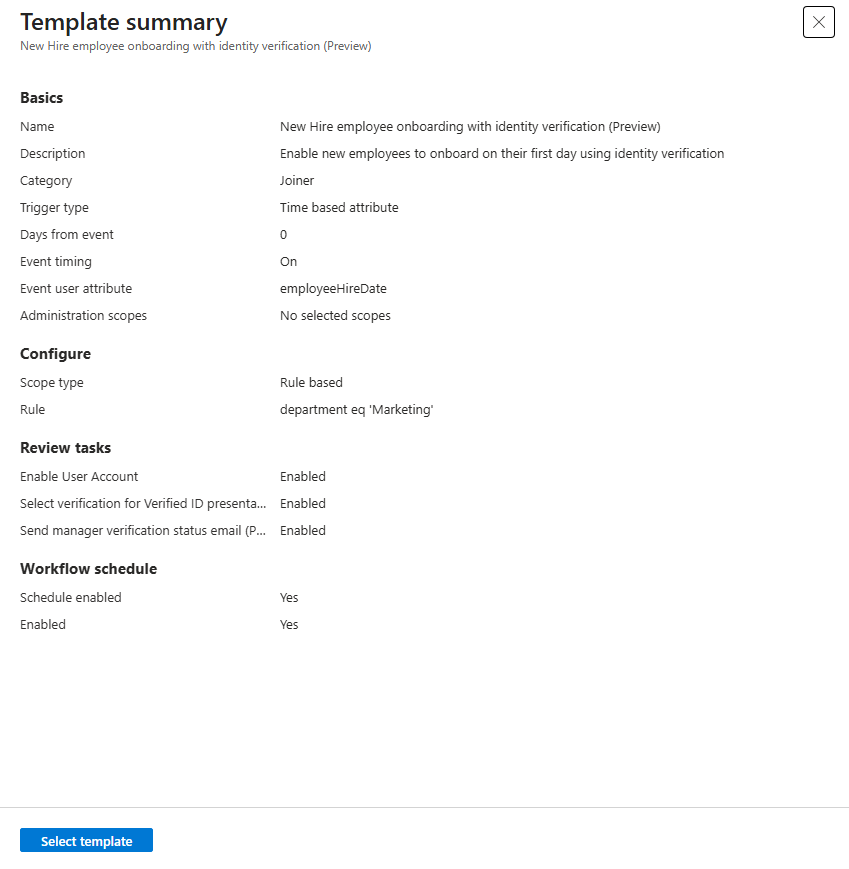 Template summary
New Hire employee onboarding with identity verification (Preview)
Basics
Name New Hire employee onboarding with identity verification (Preview)
Description Enable new employees to onboard on their first day using identity verification
Category Joiner
Trigger type Time based attribute
Days from event 0
Event timing On
Event user attribute employeeHireDate
Administration scopes No selected scopes
Configure
Scope type Rule based
Rule department eq 'Marketing'
Review tasks
Enable User Account Enabled
Select verification for Verified ID presenta... Enabled
Send manager verification status email (P... Enabled
Workflow schedule
Schedule enabled Yes
Enabled Yes
Select template